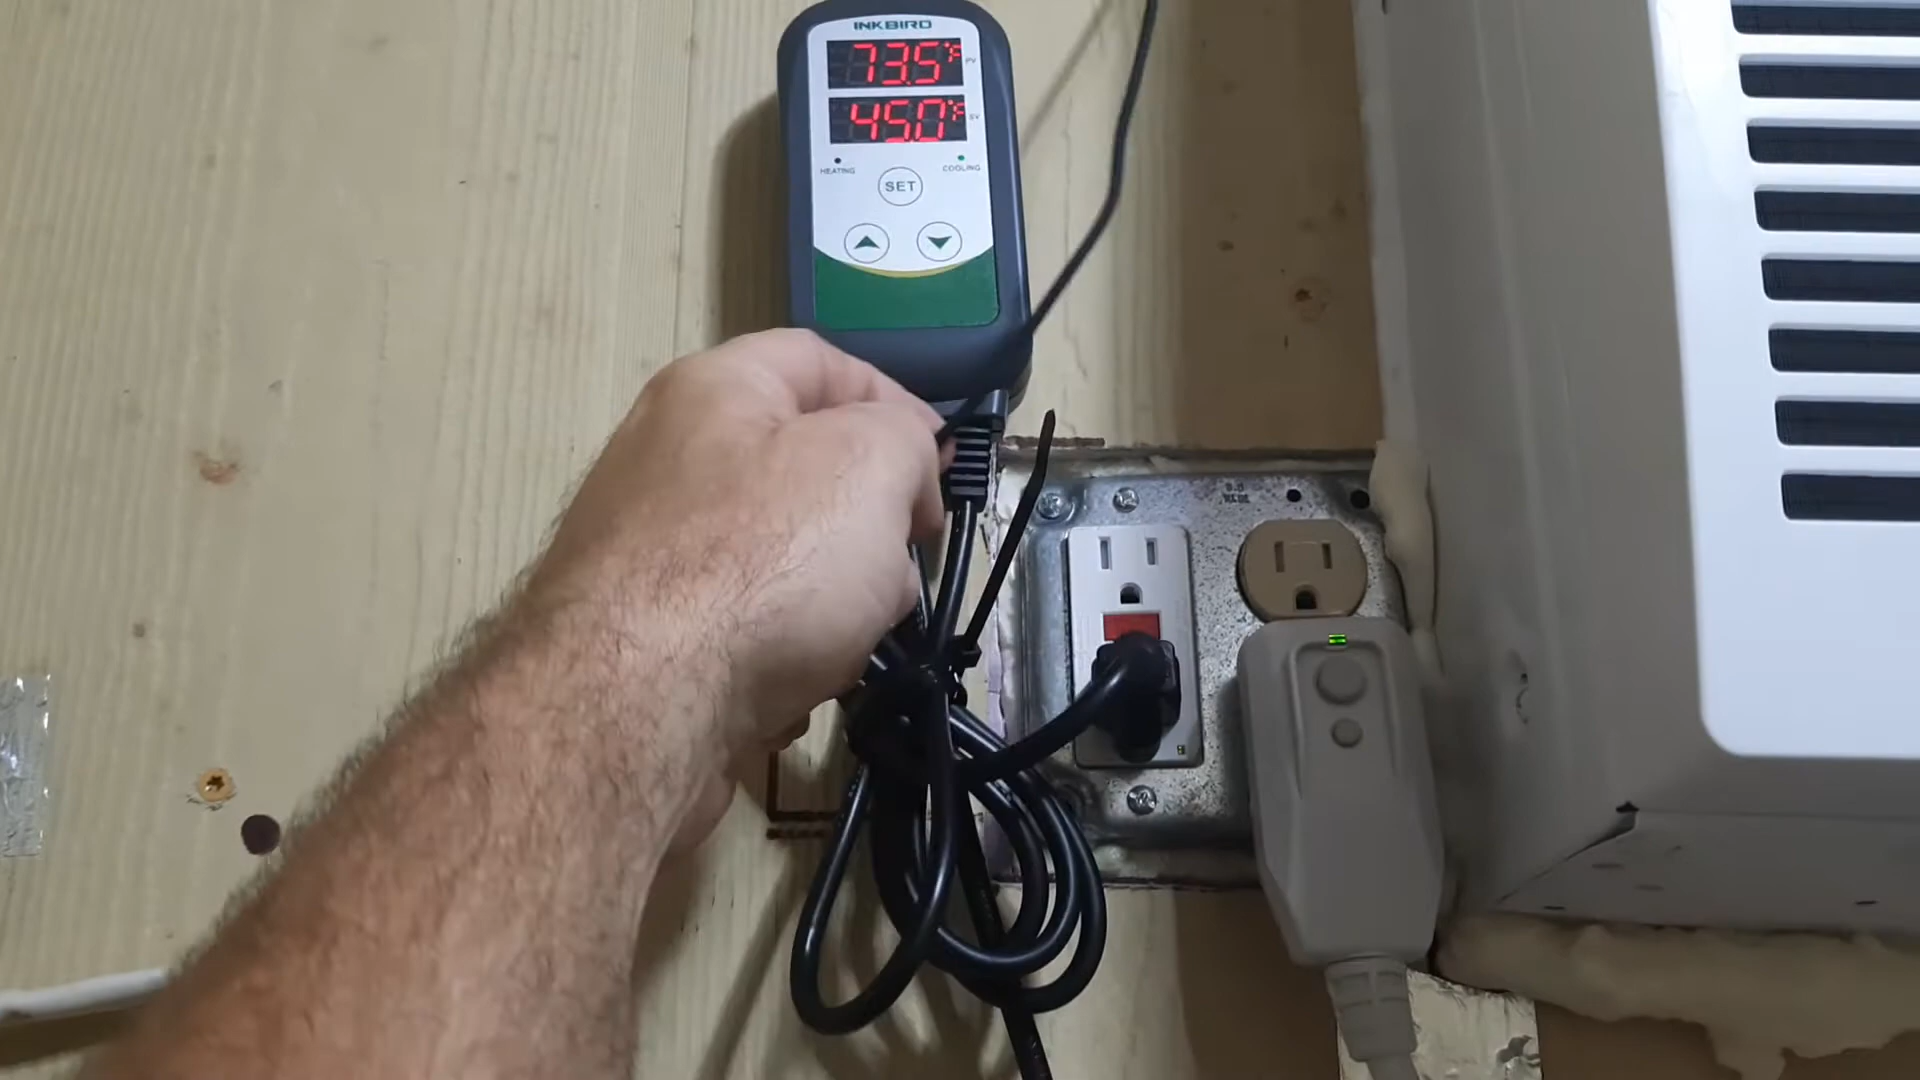 INKBIRD
73.5°F PV
45.0°F SV
HEATING
COOLING
SET